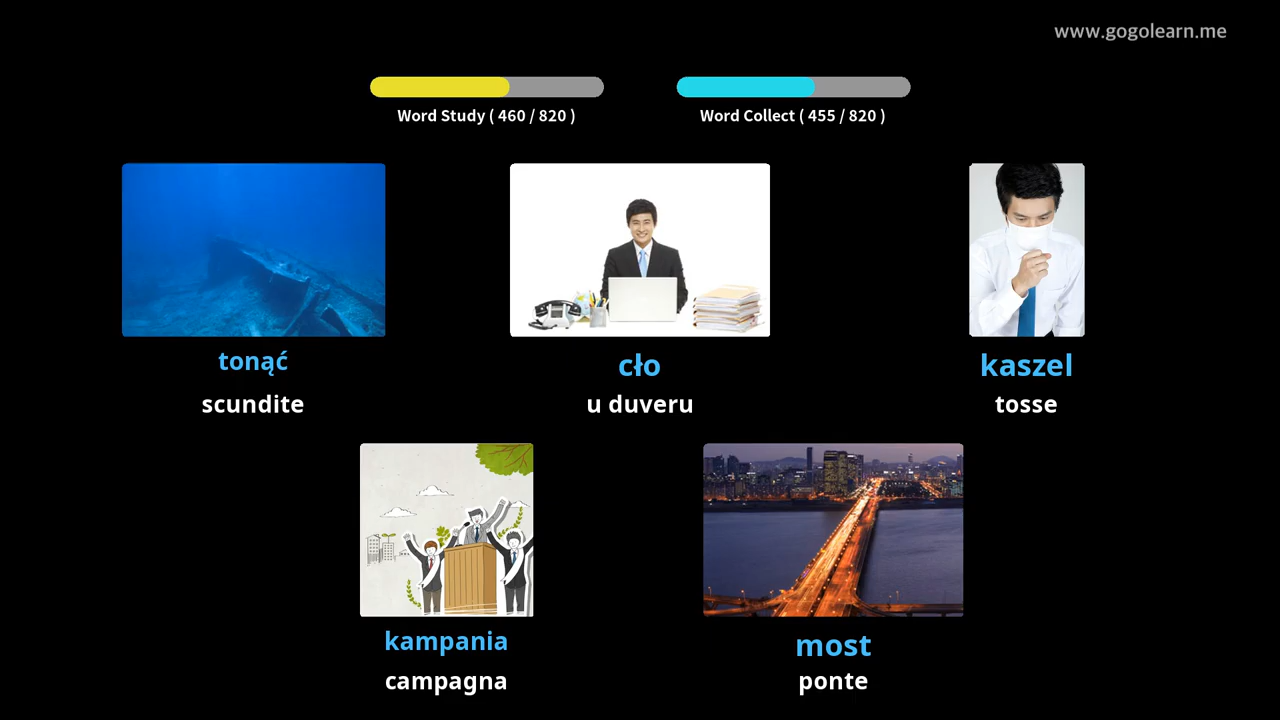 www.gogolearn.me
Word Study ( 460 / 820 )
Word Collect ( 455 / 820 )
tonąć
cło
kaszel
scundite
u duveru
tosse
kampania
most
campagna
ponte